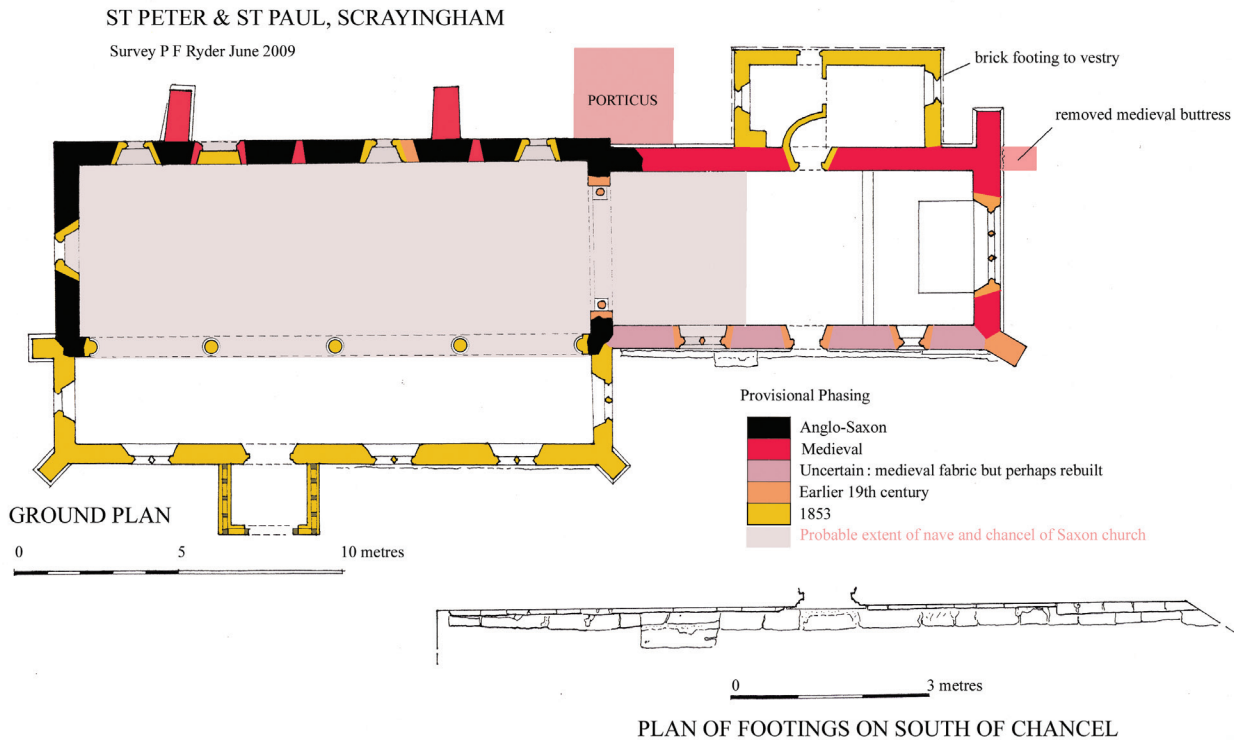 ST PETER & ST PAUL, SCRAYINGHAM
Survey P F Ryder June 2009
PORTICUS
brick footing to vestry
removed medieval buttress
Provisional Phasing
Anglo-Saxon
Medieval
Uncertain : medieval fabric but perhaps rebuilt
Earlier 19th century
1853
Probable extent of nave and chancel of Saxon church
GROUND PLAN
0 5 10 metres
0 3 metres
PLAN OF FOOTINGS ON SOUTH OF CHANCEL